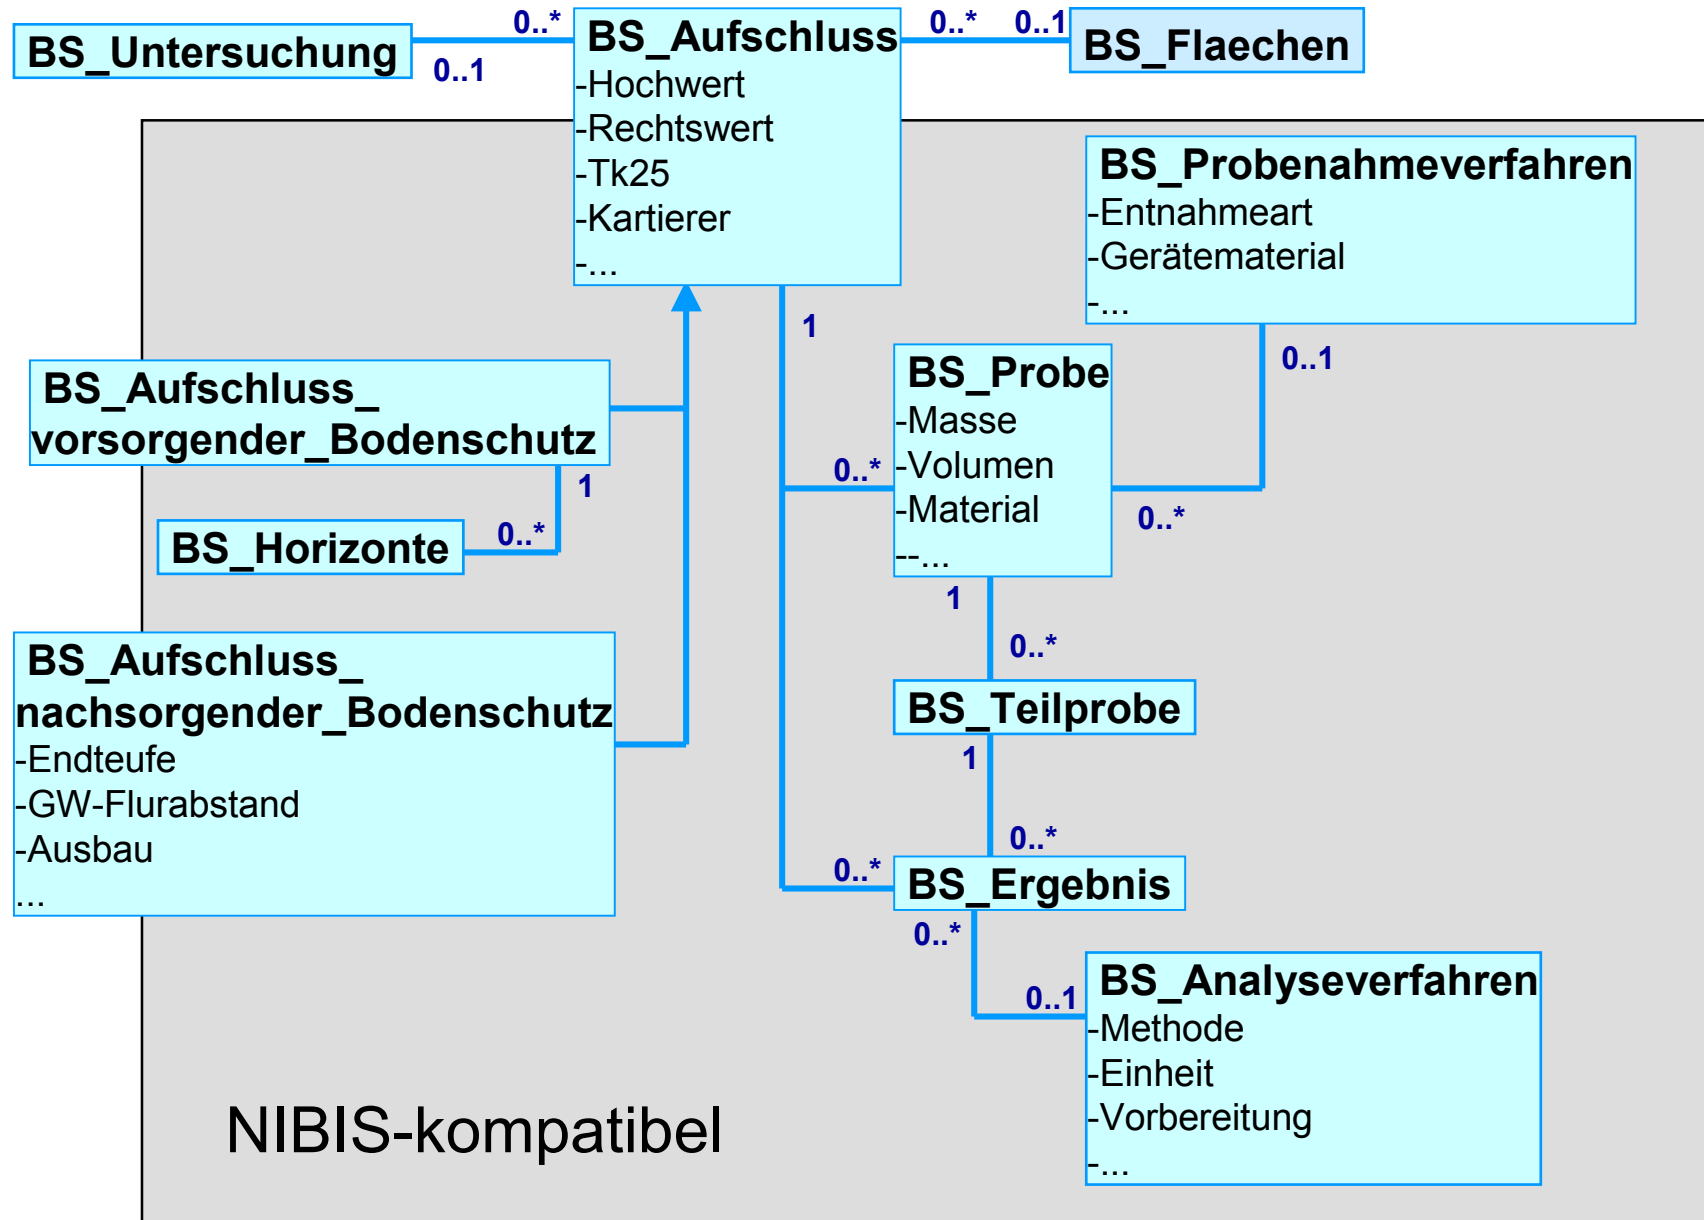 BS_Untersuchung
0..1
0..*
BS_Aufschluss
-Hochwert
-Rechtswert
-Tk25
-Kartierer
-...
0..*
0..1
BS_Flaechen
BS_Probenahmeverfahren
-Entnahmeart
-Gerätematerial
-...
0..1
1
BS_Aufschluss_
vorsorgender_Bodenschutz
1
0..*
BS_Horizonte
BS_Probe
-Masse
-Volumen
-Material
--...
0..*
0..*
1
0..*
BS_Aufschluss_
nachsorgender_Bodenschutz
-Endteufe
-GW-Flurabstand
-Ausbau
...
BS_Teilprobe
1
0..*
0..*
BS_Ergebnis
0..*
0..1
BS_Analyseverfahren
-Methode
-Einheit
-Vorbereitung
-...
NIBIS-kompatibel